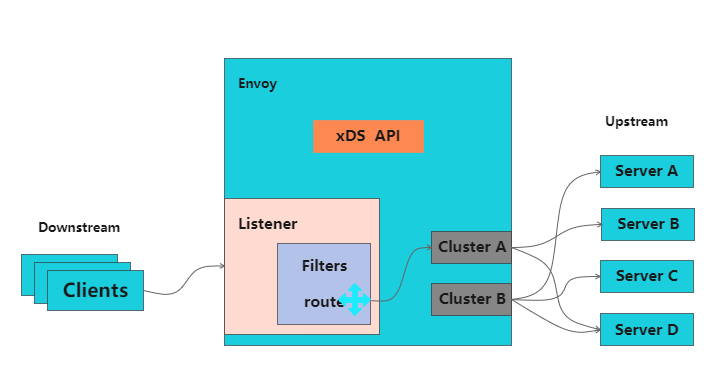 Envoy
xDS API
Upstream
Server A
Listener
Server B
Downstream
Cluster A
Filters
Server C
Clients
route
Cluster B
Server D